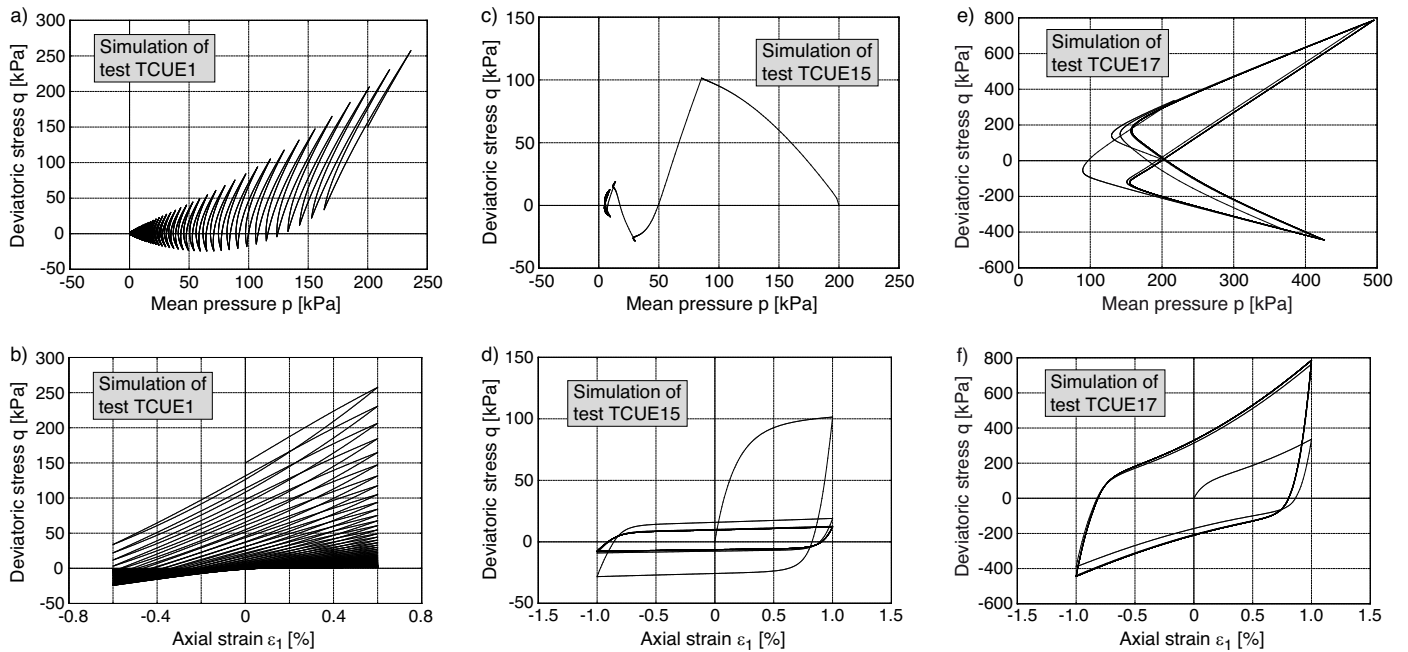 a)
Deviatoric stress q [kPa]
300
250
200
150
100
50
0
-50
Simulation of
test TCUE1
-50 0 50 100 150 200 250
Mean pressure p [kPa]
c)
Deviatoric stress q [kPa]
150
100
50
0
50
Simulation of
test TCUE15
-50 0 50 100 150 200 250
Mean pressure p [kPa]
e)
Deviatoric stress q [kPa]
800
600
400
200
0
-200
-400
-600
Simulation of
test TCUE17
0 100 200 300 400 500
Mean pressure p [kPa]
b)
Deviatoric stress q [kPa]
300
250
200
150
100
50
0
-50
Simulation of
test TCUE1
-0.8 -0.4 0 0.4 0.8
Axial strain ε1 [%]
d)
Deviatoric stress q [kPa]
150
100
50
0
-50
Simulation of
test TCUE15
-1.5 -1.0 -0.5 0 0.5 1.0 1.5
Axial strain ε1 [%]
f)
Deviatoric stress q [kPa]
800
600
400
200
0
-200
-400
-600
Simulation of
test TCUE17
-1.5 -1.0 -0.5 0 0.5 1.0 1.5
Axial strain ε1 [%]